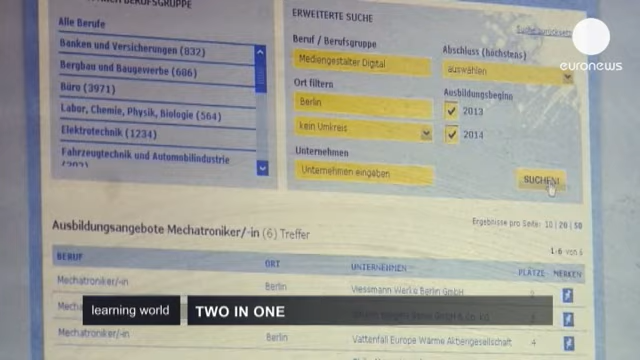 BERUFSGRUPPE
Alle Berufe
Banken und Versicherungen (832)
Bergbau und Baugewerbe (686)
Büro (3971)
Labor, Chemie, Physik, Biologie (564)
Elektrotechnik (1234)
Fahrzeugtechnik und Automobilindustrie
ERWEITERTE SUCHE
Beruf / Berufsgruppe
Mediengestalter Digital
Ort filtern
Berlin
kein Umkreis
Unternehmen
Unternehmen eingeben
Abschluss (höchstens)
auswählen
Ausbildungsbeginn
2013
2014
SUCHEN!
euronews
Ausbildungsangebote Mechatroniker/-in (6) Treffer
Ergebnisse pro Seite: 10 | 20 | 50
1-6 von 6
BERUF ORT UNTERNEHMEN PLÄTZE MERKEN
Mechatroniker/-in Berlin Viessmann Werke Berlin GmbH
Mechatroniker/-in Berlin Vattenfall Europe Wärme Aktiengesellschaft 4
learning world TWO IN ONE